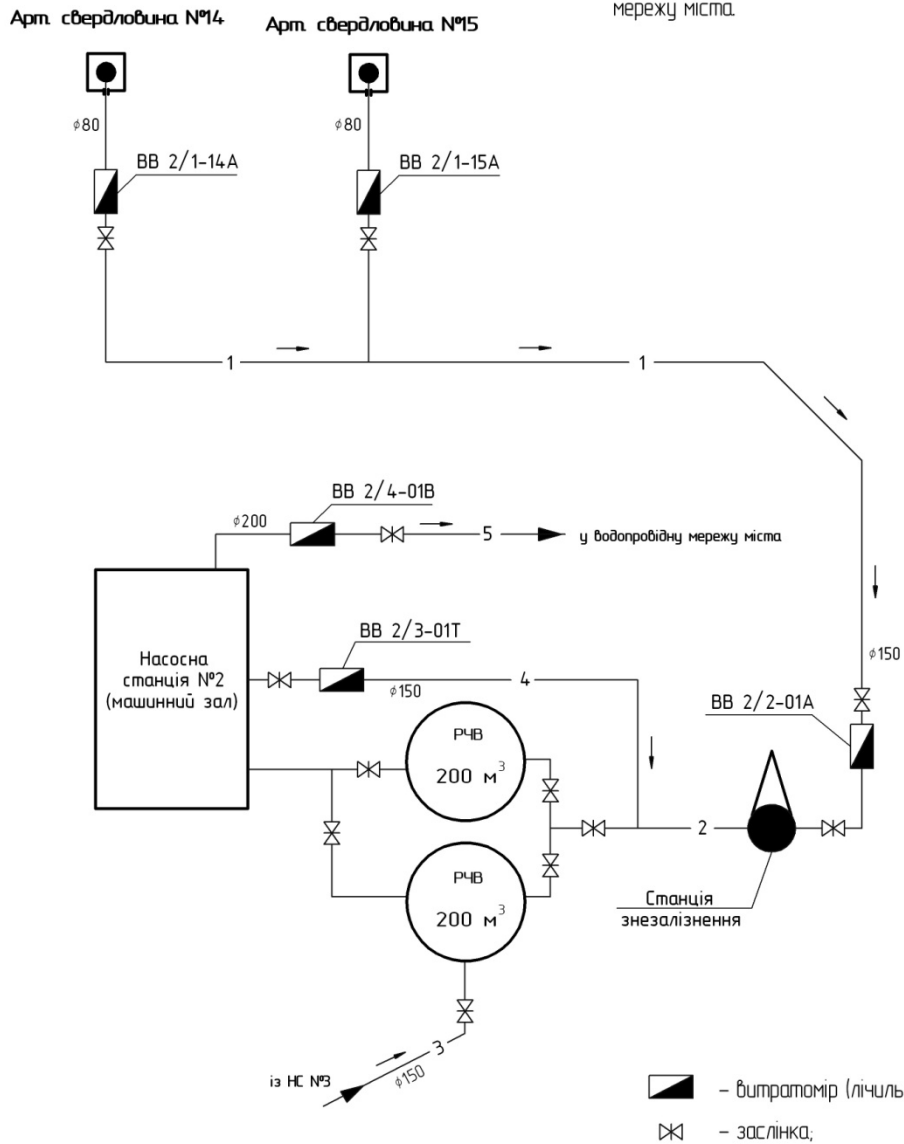 мережу міста.
Арт. свердловина №14
Арт. свердловина №15
ϕ80
ϕ80
ВВ 2/1-14А
ВВ 2/1-15А
1
1
ВВ 2/4-01В
ϕ200
5
у водопровідну мережу міста
ВВ 2/3-01Т
Насосна
станція №2
(машинний зал)
ϕ150
4
ϕ150
ВВ 2/2-01А
РЧВ
200 м³
2
РЧВ
200 м³
Станція
знезалізнення
3
із НС №3
ϕ150
- витратомір (лічиль
- заслінка;